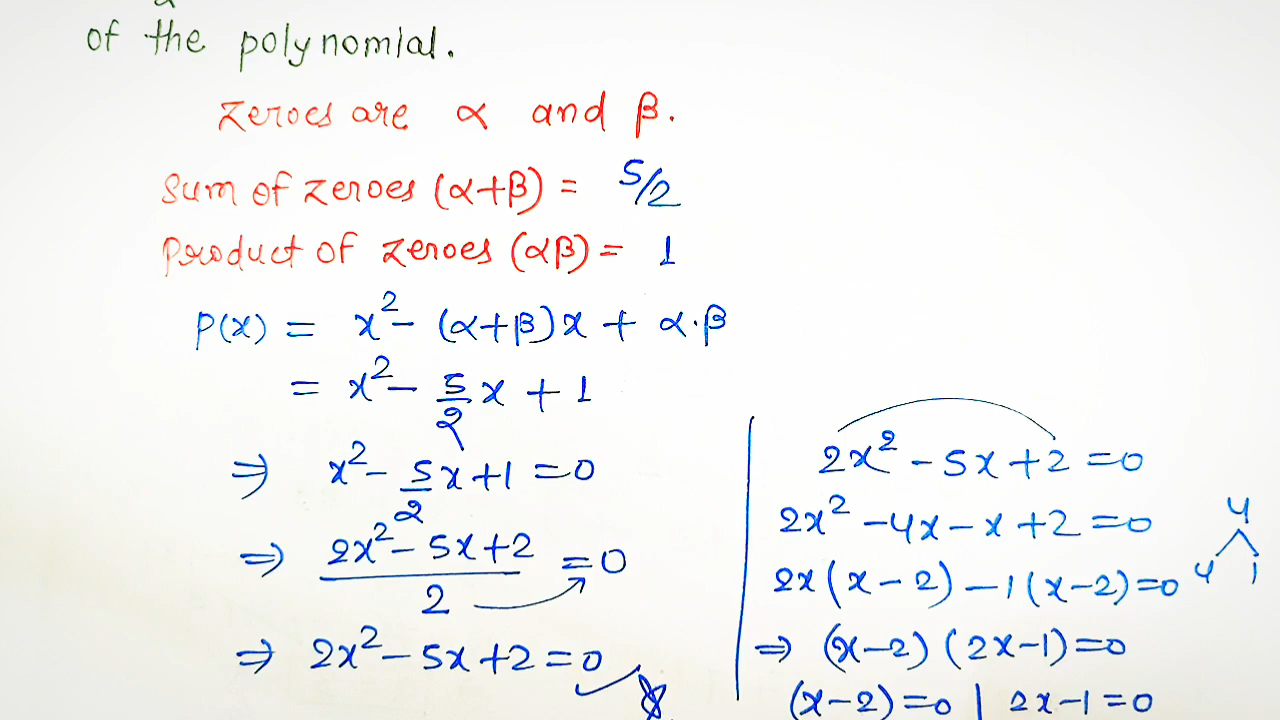 of the polynomial.
Zeroes are α and β.
Sum of zeroes (α+β) = 5/2
Product of zeroes (αβ) = 1
P(x) = x² - (α+β)x + α·β
= x² - 5/2 x + 1
⇒ x² - 5/2 x + 1 = 0
⇒ (2x² - 5x + 2)/2 = 0
⇒ 2x² - 5x + 2 = 0
2x² - 5x + 2 = 0
2x² - 4x - x + 2 = 0
4
2x(x - 2) - 1(x - 2) = 0
4 1
⇒ (x - 2) (2x - 1) = 0
(x - 2) = 0 | 2x - 1 = 0